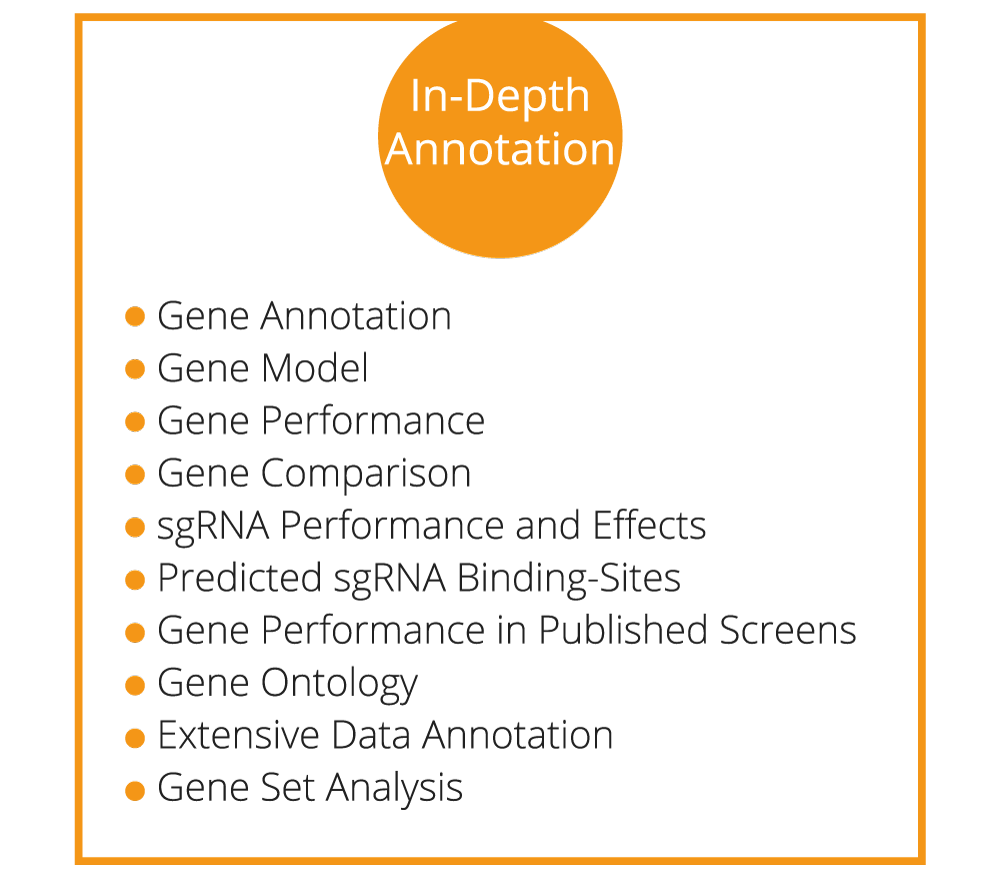 In-Depth
Annotation
Gene Annotation
Gene Model
Gene Performance
Gene Comparison
sgRNA Performance and Effects
Predicted sgRNA Binding-Sites
Gene Performance in Published Screens
Gene Ontology
Extensive Data Annotation
Gene Set Analysis